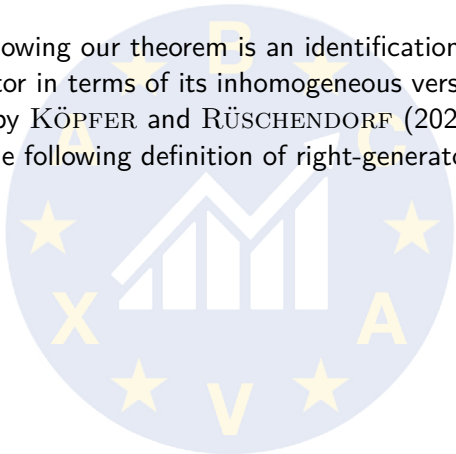 owing our theorem is an identification
tor in terms of its inhomogeneous vers
by KÖPFER and RÜSCHENDORF (202
e following definition of right-generato
B
A C
X A
V